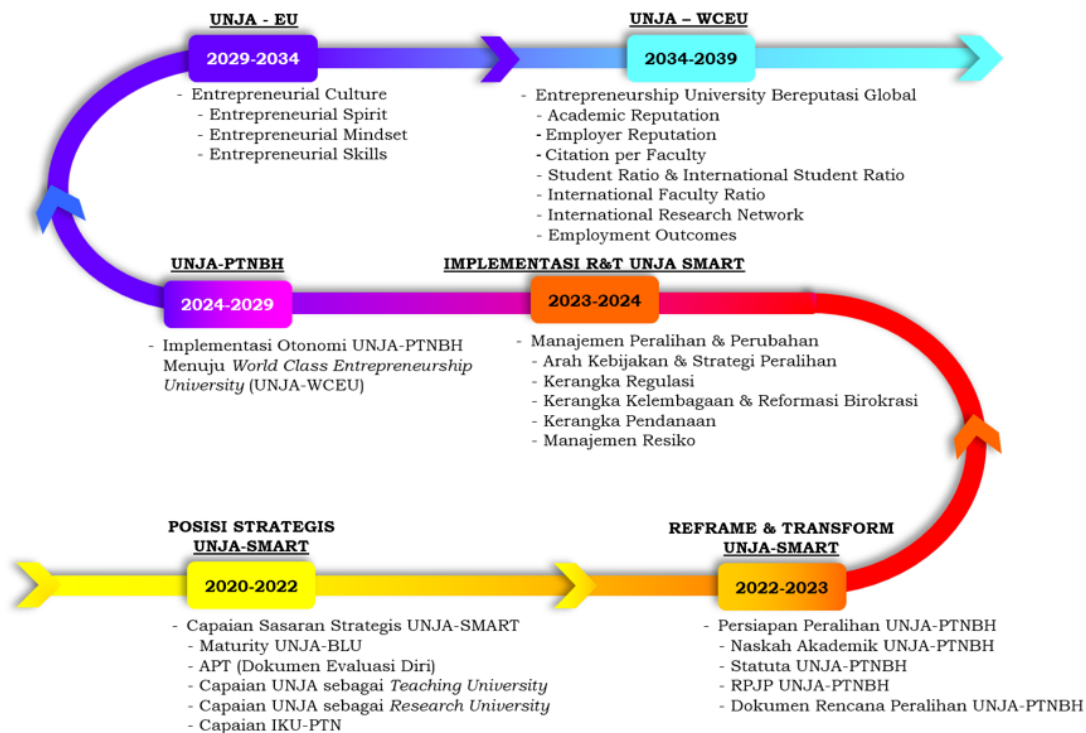 UNJA - EU
2029-2034
- Entrepreneurial Culture
- Entrepreneurial Spirit
- Entrepreneurial Mindset
- Entrepreneurial Skills
UNJA – WCEU
2034-2039
- Entrepreneurship University Bereputasi Global
- Academic Reputation
- Employer Reputation
- Citation per Faculty
- Student Ratio & International Student Ratio
- International Faculty Ratio
- International Research Network
- Employment Outcomes
UNJA-PTNBH
2024-2029
- Implementasi Otonomi UNJA-PTNBH
Menuju World Class Entrepreneurship
University (UNJA-WCEU)
IMPLEMENTASI R&T UNJA SMART
2023-2024
- Manajemen Peralihan & Perubahan
- Arah Kebijakan & Strategi Peralihan
- Kerangka Regulasi
- Kerangka Kelembagaan & Reformasi Birokrasi
- Kerangka Pendanaan
- Manajemen Resiko
POSISI STRATEGIS
UNJA-SMART
2020-2022
- Capaian Sasaran Strategis UNJA-SMART
- Maturity UNJA-BLU
- APT (Dokumen Evaluasi Diri)
- Capaian UNJA sebagai Teaching University
- Capaian UNJA sebagai Research University
- Capaian IKU-PTN
REFRAME & TRANSFORM
UNJA-SMART
2022-2023
- Persiapan Peralihan UNJA-PTNBH
- Naskah Akademik UNJA-PTNBH
- Statuta UNJA-PTNBH
- RPJP UNJA-PTNBH
- Dokumen Rencana Peralihan UNJA-PTNBH